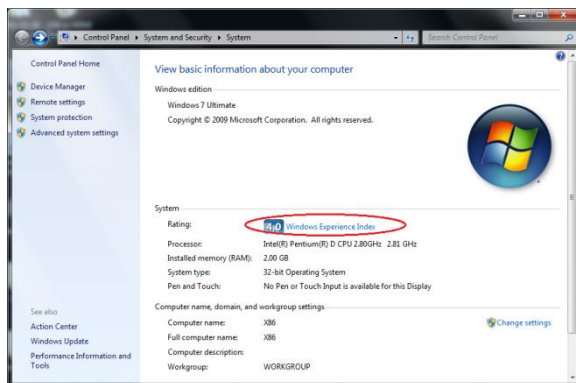 Control Panel ▸ System and Security ▸ System
Search Control Panel
Control Panel Home
Device Manager
Remote settings
System protection
Advanced system settings
See also
Action Center
Windows Update
Performance Information and
Tools
View basic information about your computer
Windows edition
Windows 7 Ultimate
Copyright © 2009 Microsoft Corporation. All rights reserved.
System
Rating: 4,0 Windows Experience Index
Processor: Intel(R) Pentium(R) D CPU 2.80GHz 2.81 GHz
Installed memory (RAM): 2.00 GB
System type: 32-bit Operating System
Pen and Touch: No Pen or Touch Input is available for this Display
Computer name, domain, and workgroup settings
Computer name: X86 Change settings
Full computer name: X86
Computer description:
Workgroup: WORKGROUP